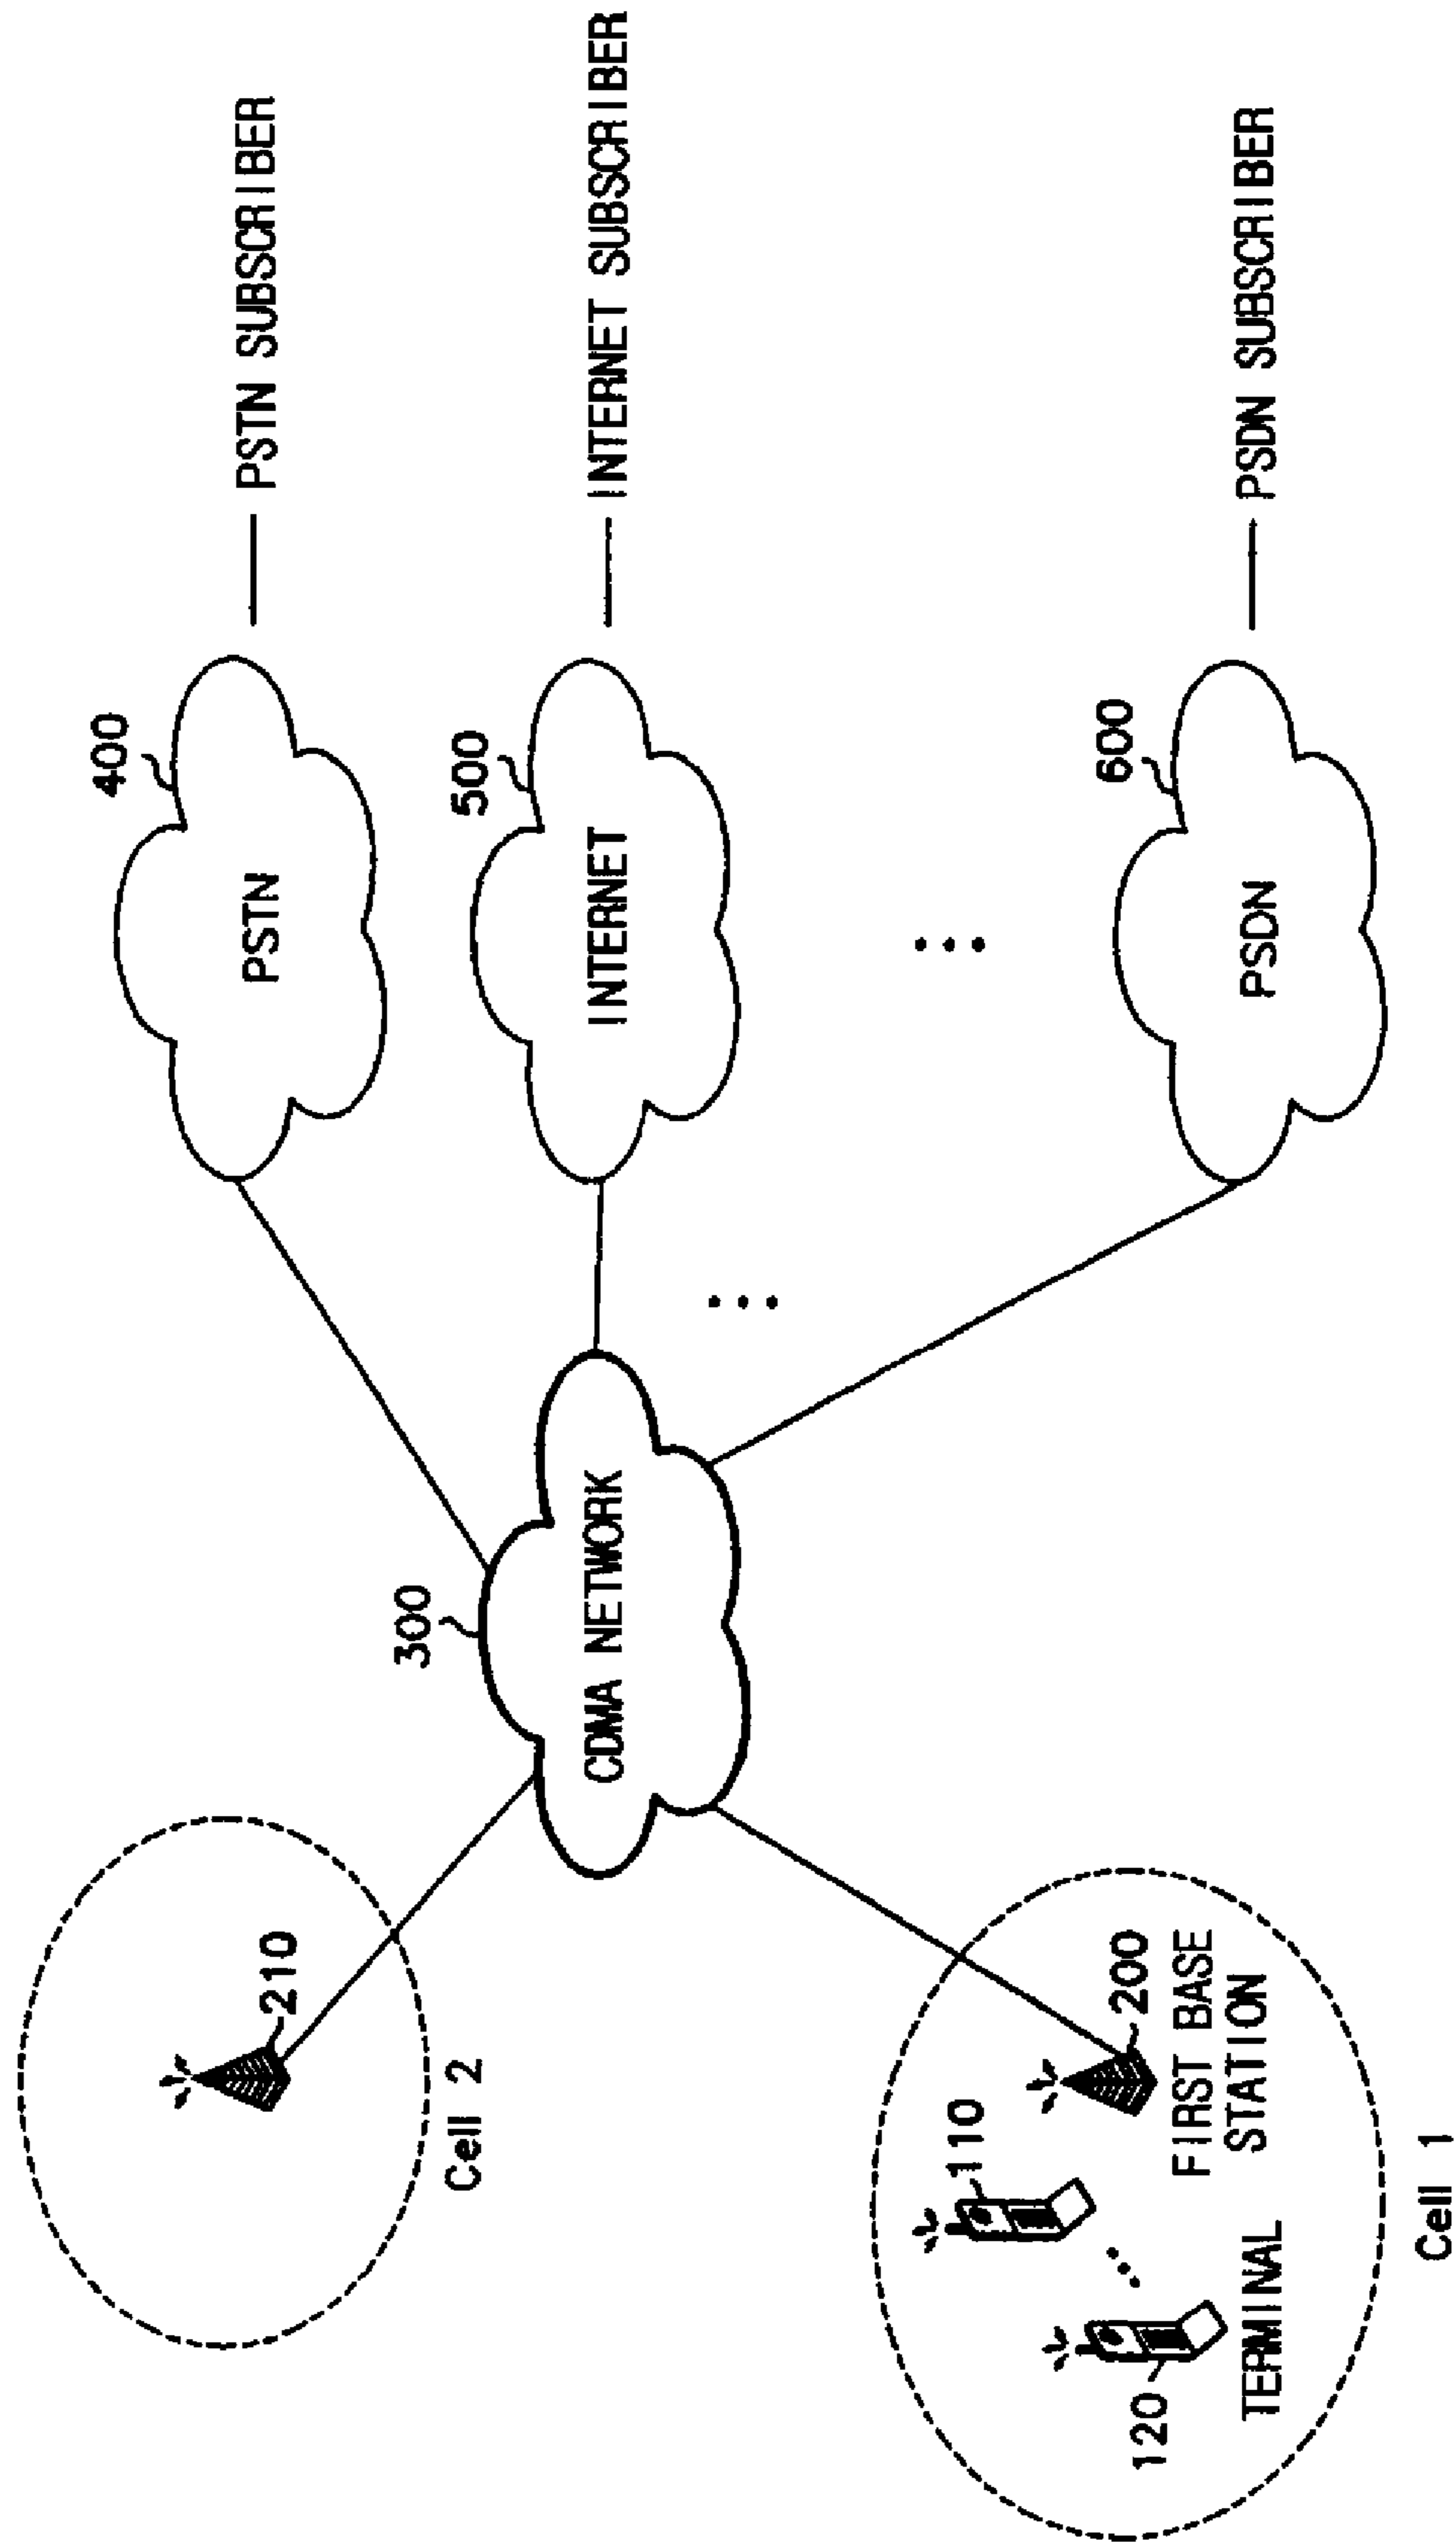 400
PSTN
PSTN SUBSCRIBER
500
INTERNET
INTERNET SUBSCRIBER
600
PSDN
PSDN SUBSCRIBER
300
CDMA NETWORK
210
Cell 2
110
120
200
FIRST BASE
STATION
TERMINAL
Cell 1